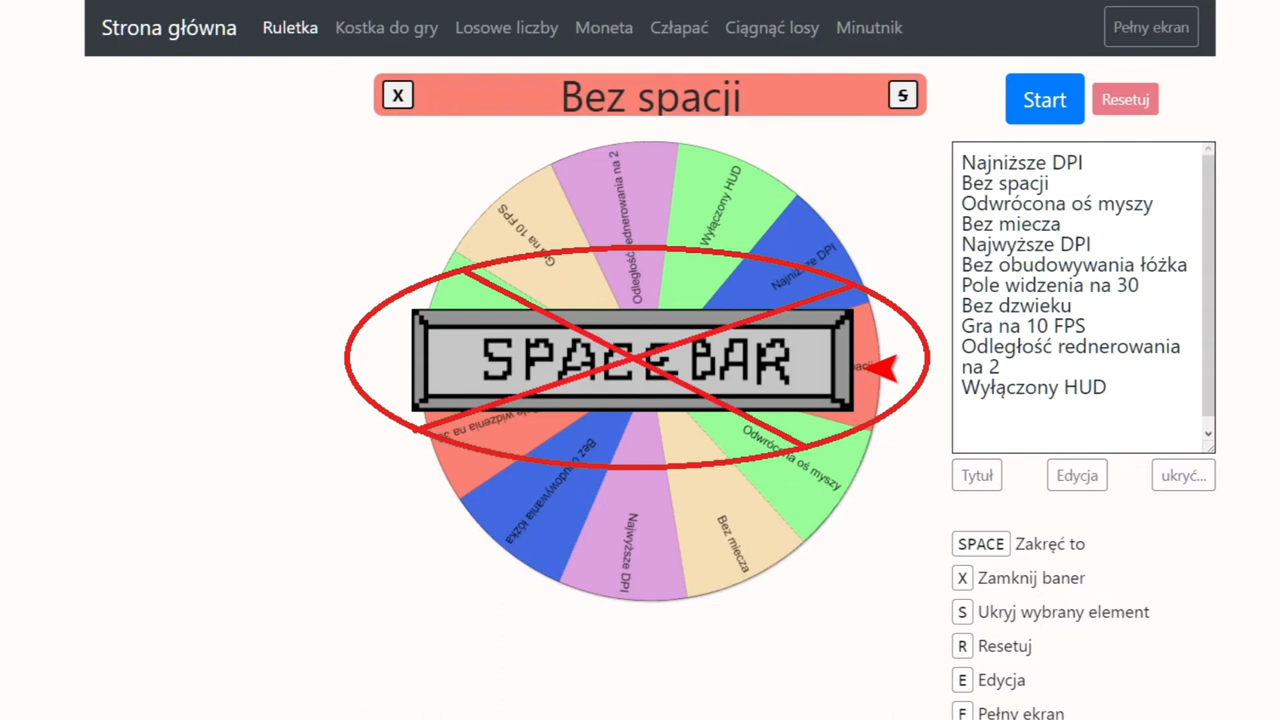 Strona główna Ruletka Kostka do gry Losowe liczby Moneta Człapać Ciągnąć losy Minutnik Pełny ekran
X Bez spacji S
Start Resetuj
Gra na 10 FPS
Odległość rednerowania na 2
Wyłączony HUD
Najniższe DPI
SPACE BAR
Odwrócona oś myszy
Bez miecza
Najwyższe DPI
Bez obudowywania łóżka
Najniższe DPI
Bez spacji
Odwrócona oś myszy
Bez miecza
Najwyższe DPI
Bez obudowywania łóżka
Pole widzenia na 30
Bez dzwieku
Gra na 10 FPS
Odległość rednerowania
na 2
Wyłączony HUD
Tytuł Edycja ukryć...
SPACE Zakręć to
X Zamknij baner
S Ukryj wybrany element
R Resetuj
E Edycja
F Pełny ekran